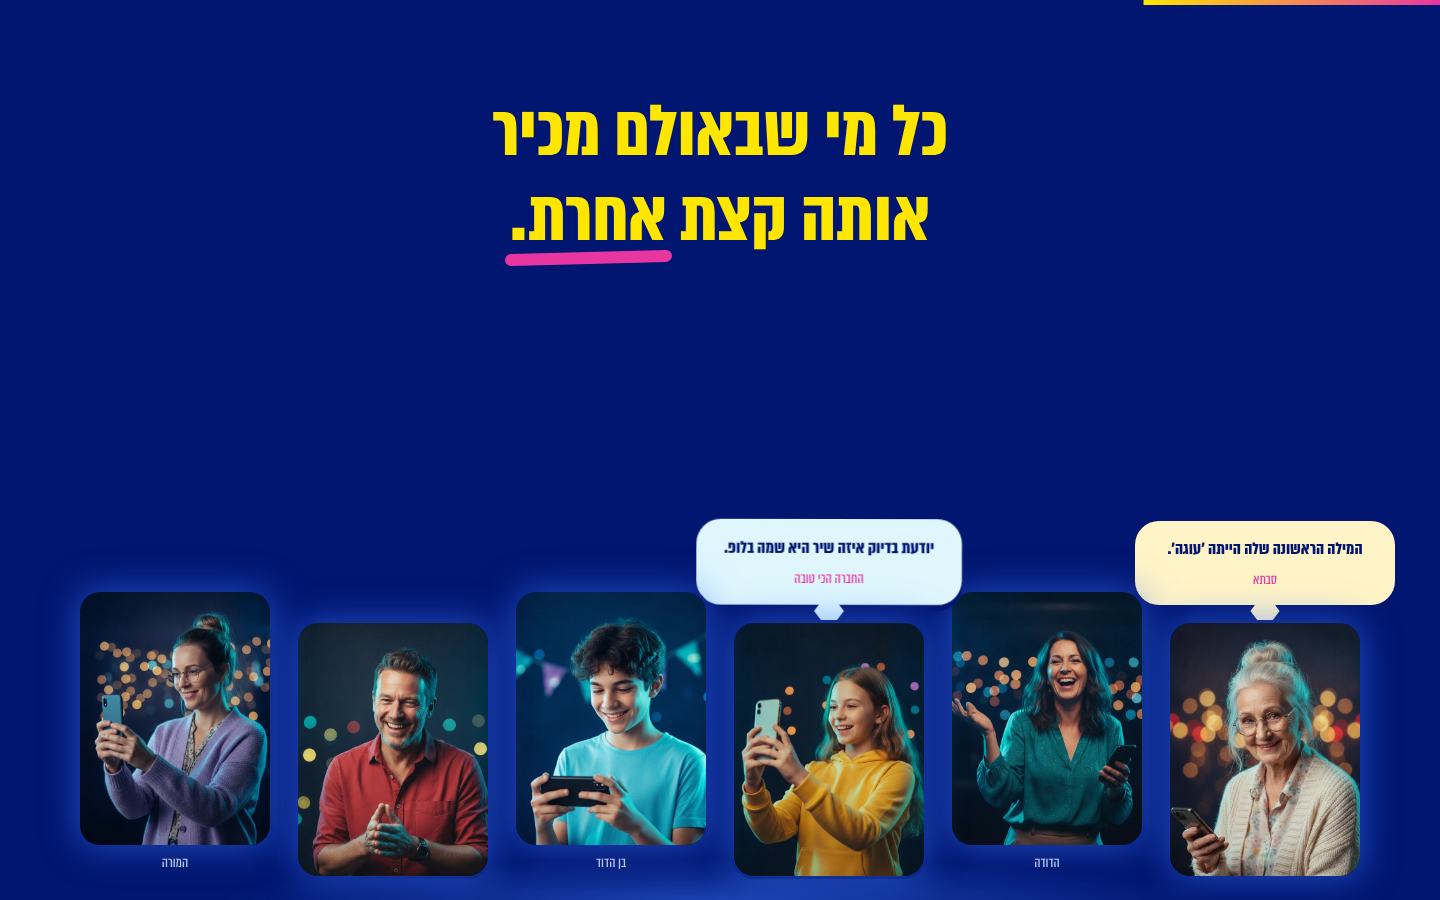 כל מי שבאולם מכיר
אותה קצת אחרת.
המילה הראשונה שלה הייתה 'עוגה'.
סבתא
יודעת בדיוק איזה שיר היא שמה בלופ.
החברה הכי טובה
הדודה
בן הדוד
המורה